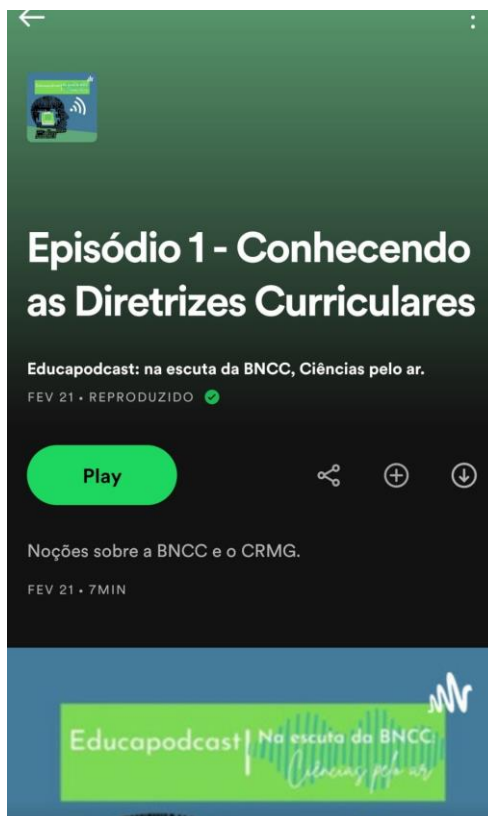 Episódio 1 - Conhecendo
as Diretrizes Curriculares
Educapodcast: na escuta da BNCC, Ciências pelo ar.
FEV 21 • REPRODUZIDO
Play
Noções sobre a BNCC e o CRMG.
FEV 21 • 7MIN
Educapodcast| Na escuta da BNCC:
Ciências pelo ar